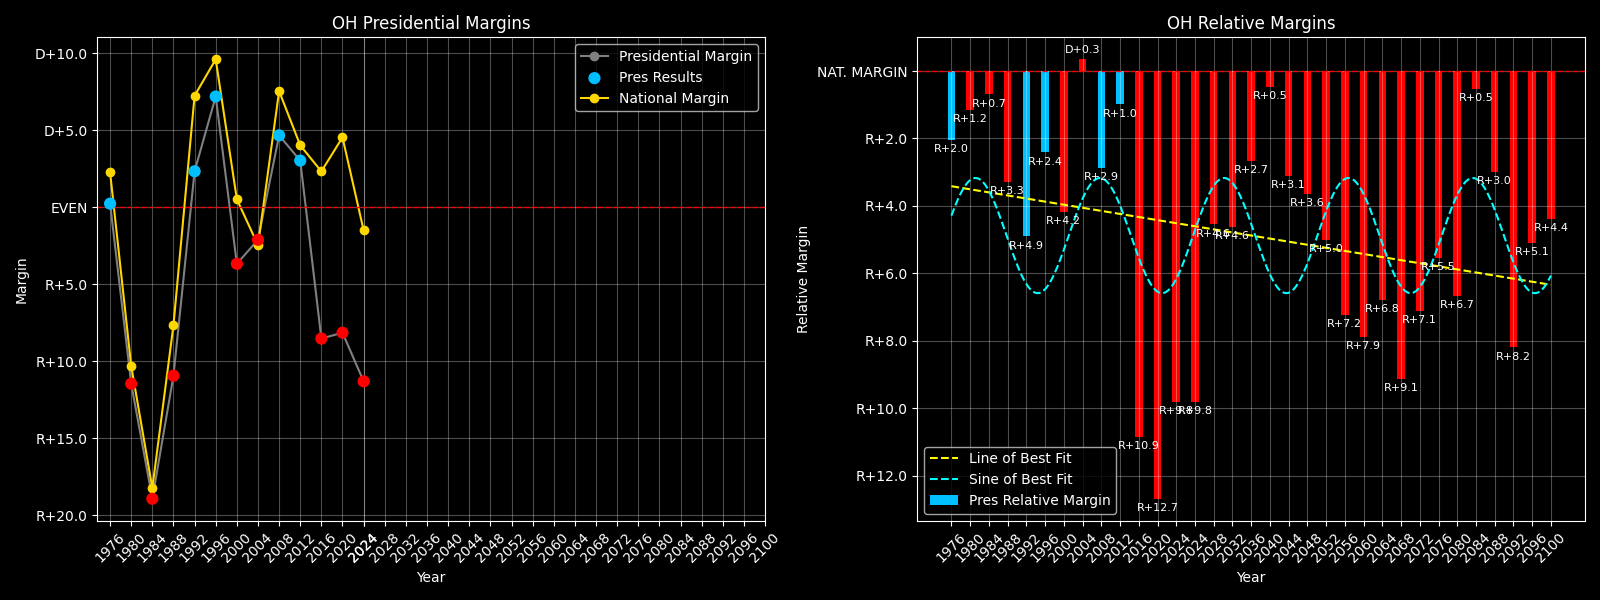 OH Presidential Margins
D+10.0
D+5.0
EVEN
R+5.0
R+10.0
R+15.0
R+20.0
Margin
Presidential Margin
Pres Results
National Margin
1976
1980
1984
1988
1992
1996
2000
2004
2008
2012
2016
2020
2024
2024
2028
2032
2036
2040
2044
2048
2052
2056
2060
2064
2068
2072
2076
2080
2084
2088
2092
2096
2100
Year
OH Relative Margins
NAT. MARGIN
R+2.0
R+4.0
R+6.0
R+8.0
R+10.0
R+12.0
Relative Margin
R+2.0
R+1.2
R+0.7
R+3.3
R+4.9
R+2.4
R+4.2
D+0.3
R+2.9
R+1.0
R+10.9
R+12.7
R+9.8
R+9.8
R+4.6
R+2.7
R+0.5
R+3.1
R+3.6
R+5.0
R+7.2
R+7.9
R+6.8
R+9.1
R+7.1
R+5.5
R+6.7
R+0.5
R+3.0
R+8.2
R+5.1
R+4.4
Line of Best Fit
Sine of Best Fit
Pres Relative Margin
1976
1980
1984
1988
1992
1996
2000
2004
2008
2012
2016
2020
2024
2024
2028
2032
2036
2040
2044
2048
2052
2056
2060
2064
2068
2072
2076
2080
2084
2088
2092
2096
2100
Year